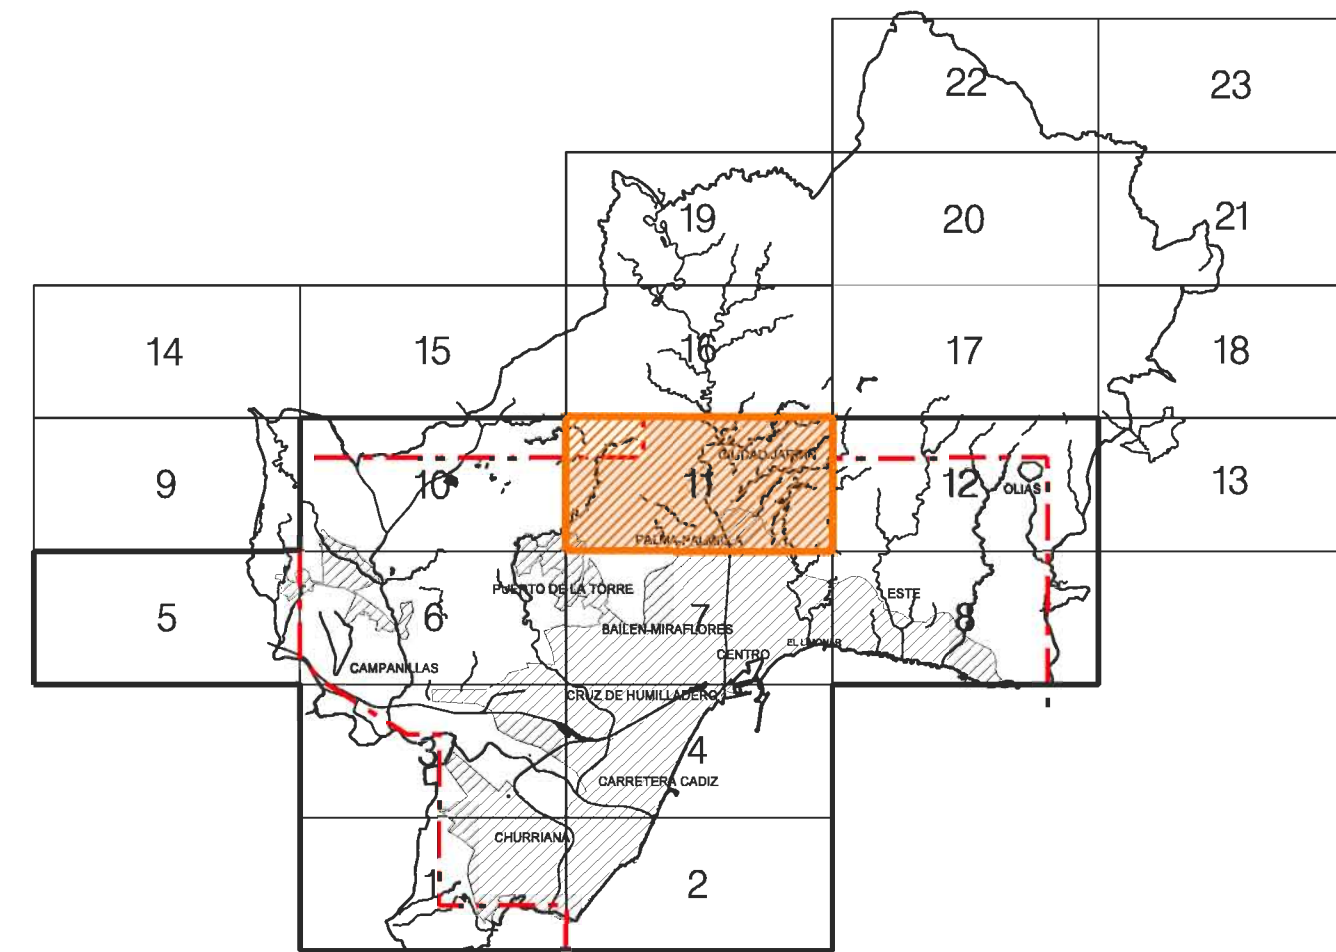 22
23
19
20
21
14
15
16
17
18
CIUDAD JARDIN
9
10
11
12
13
OLIAS
PALMA-PALMILLA
PUERTO DE LA TORRE
ESTE
5
6
7
8
BAILEN-MIRAFLORES
EL LIMONAR
CENTRO
CAMPANILLAS
CRUZ DE HUMILLADERO
3
4
CARRETERA CADIZ
CHURRIANA
1
2